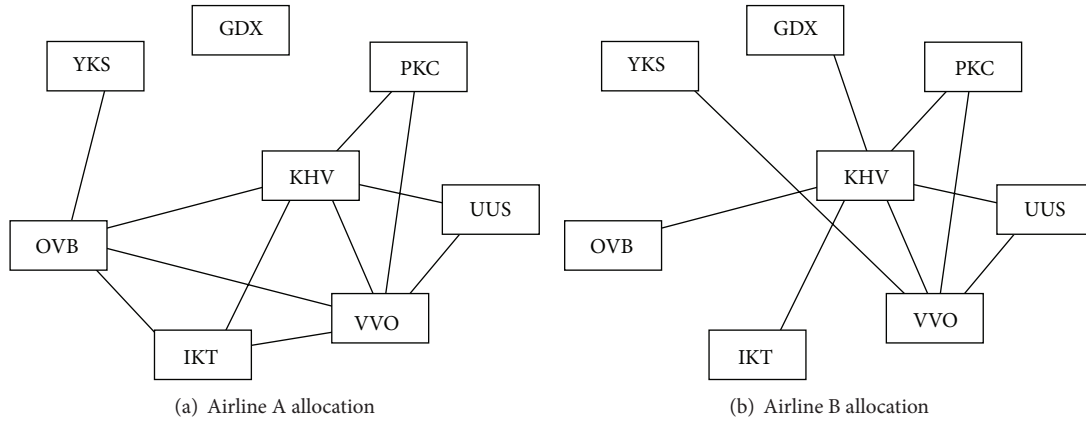 GDX
YKS
PKC
KHV
UUS
OVB
VVO
IKT
(a) Airline A allocation
GDX
YKS
PKC
KHV
UUS
OVB
VVO
IKT
(b) Airline B allocation